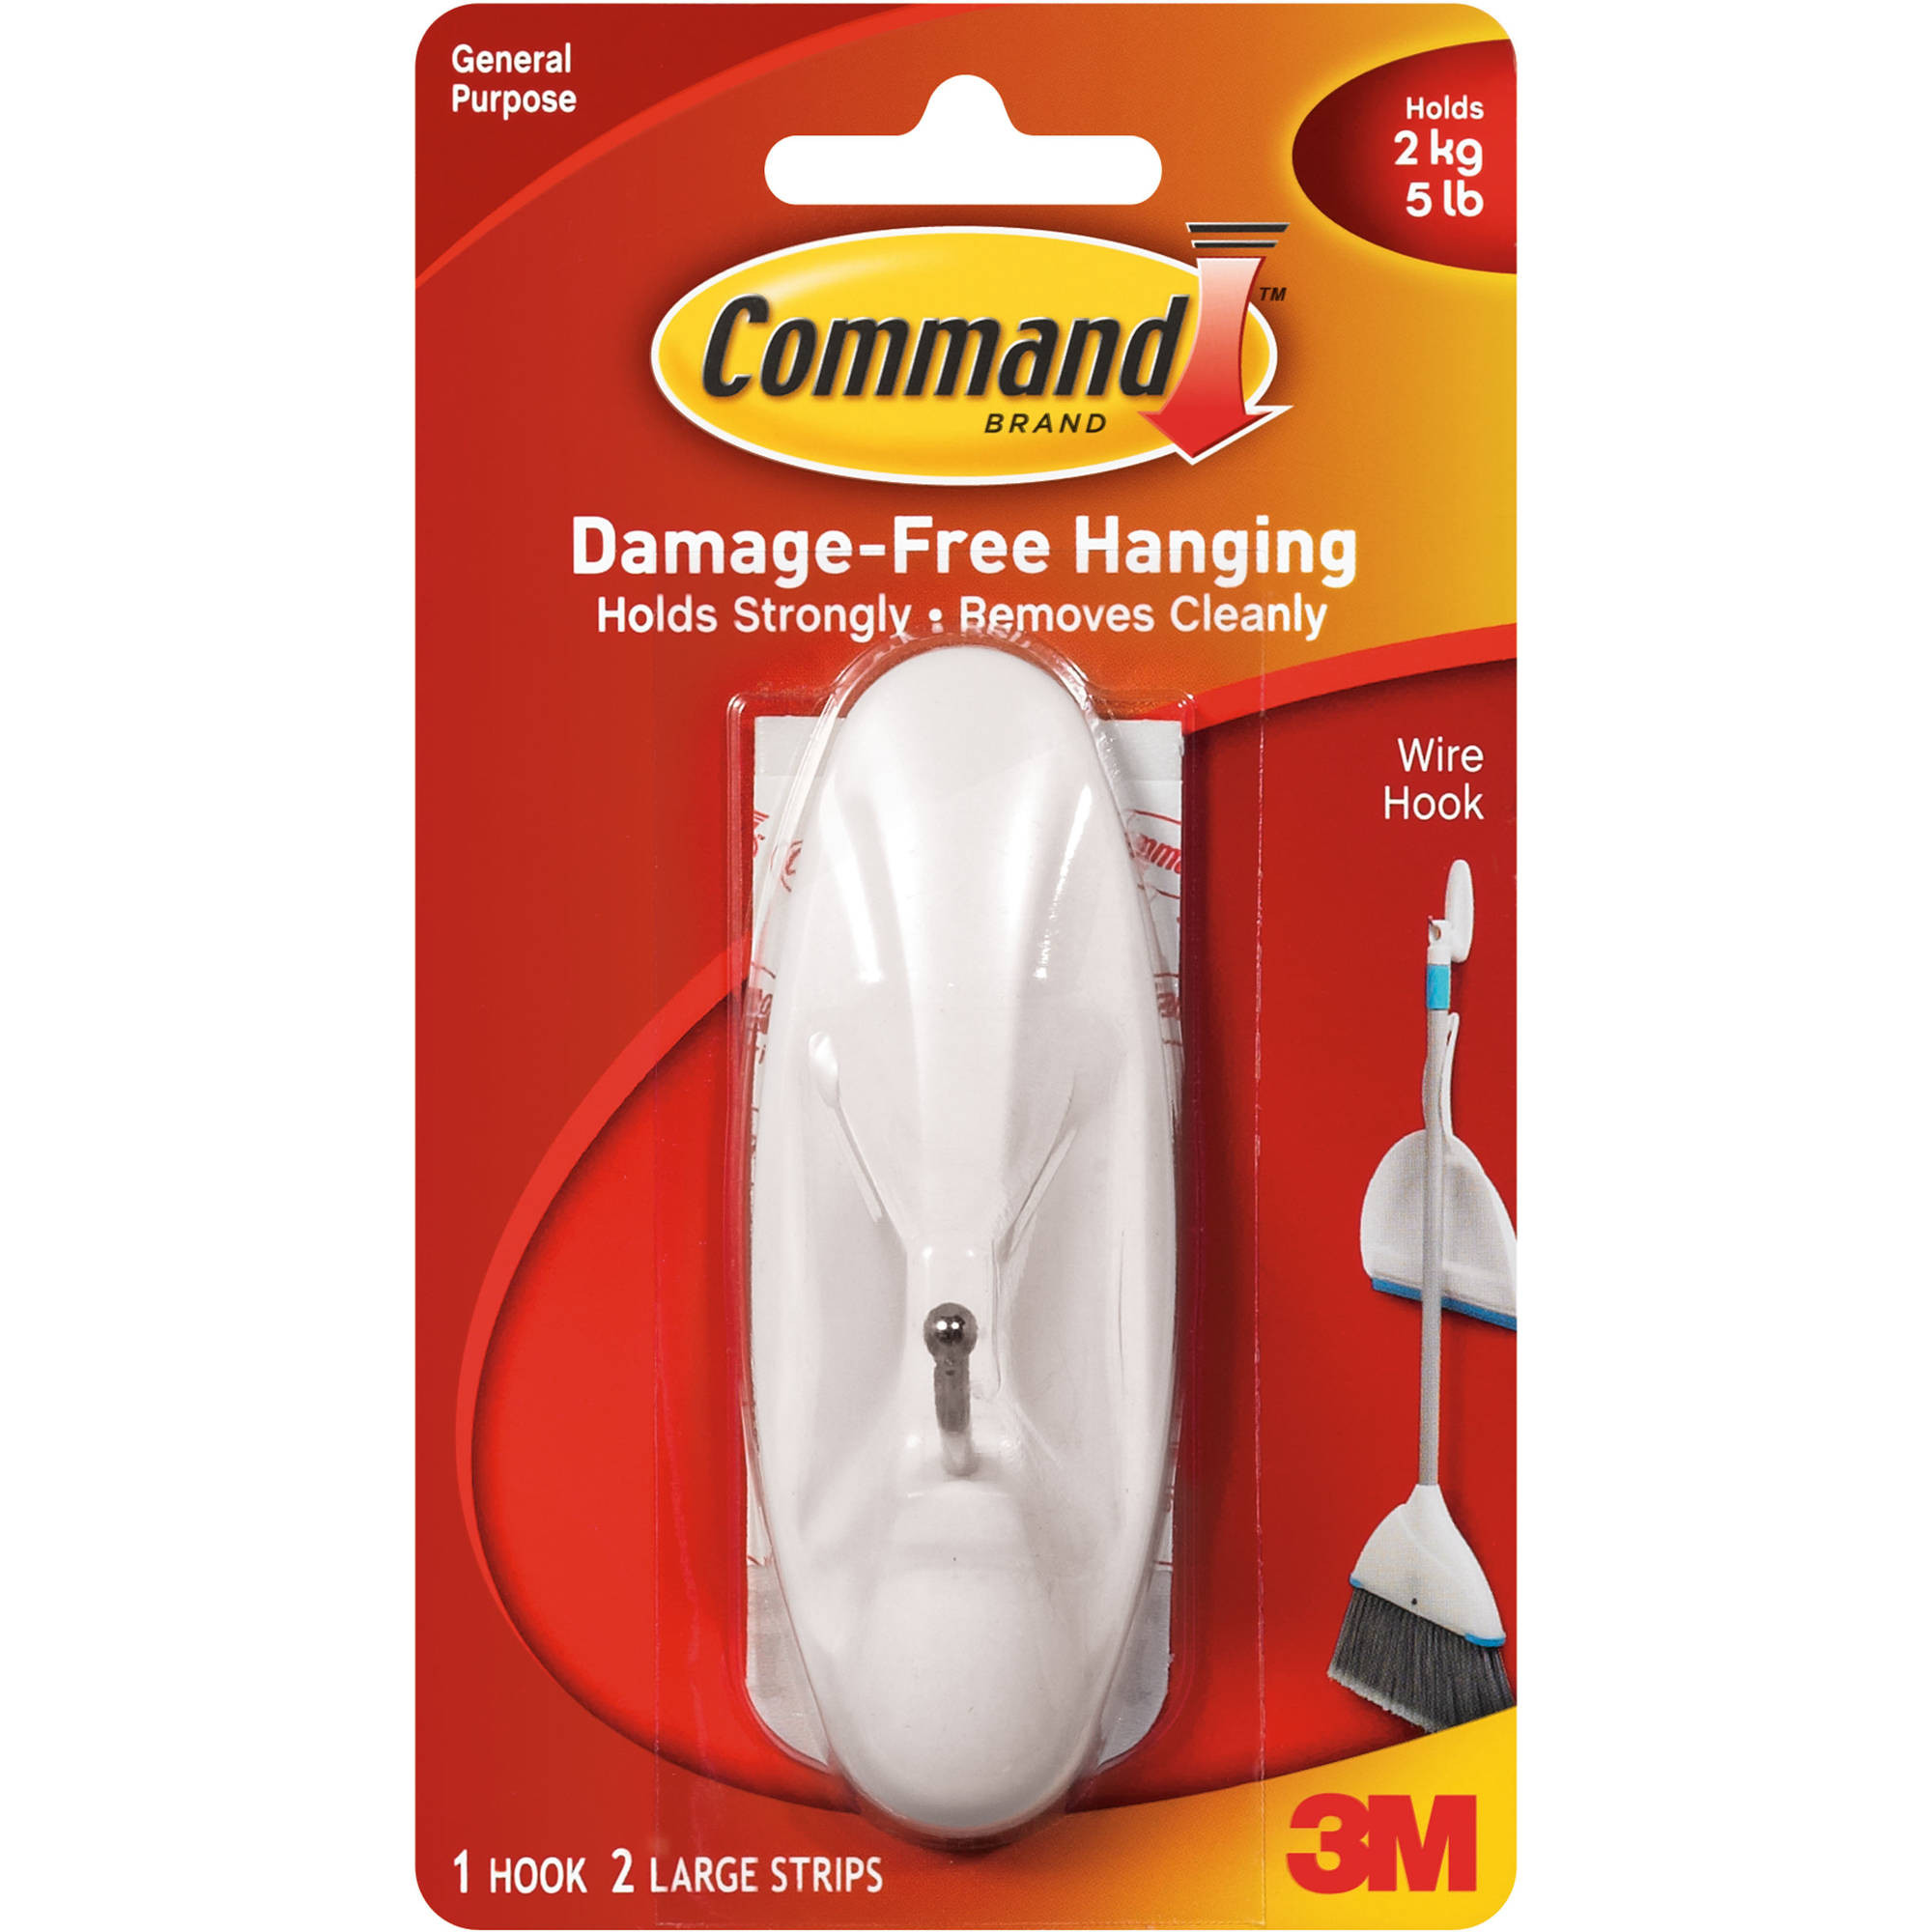 General
Purpose
Holds
2 kg
5 lb
Command™
BRAND
Damage-Free Hanging
Holds Strongly • Removes Cleanly
Wire
Hook
1 HOOK 2 LARGE STRIPS
3M